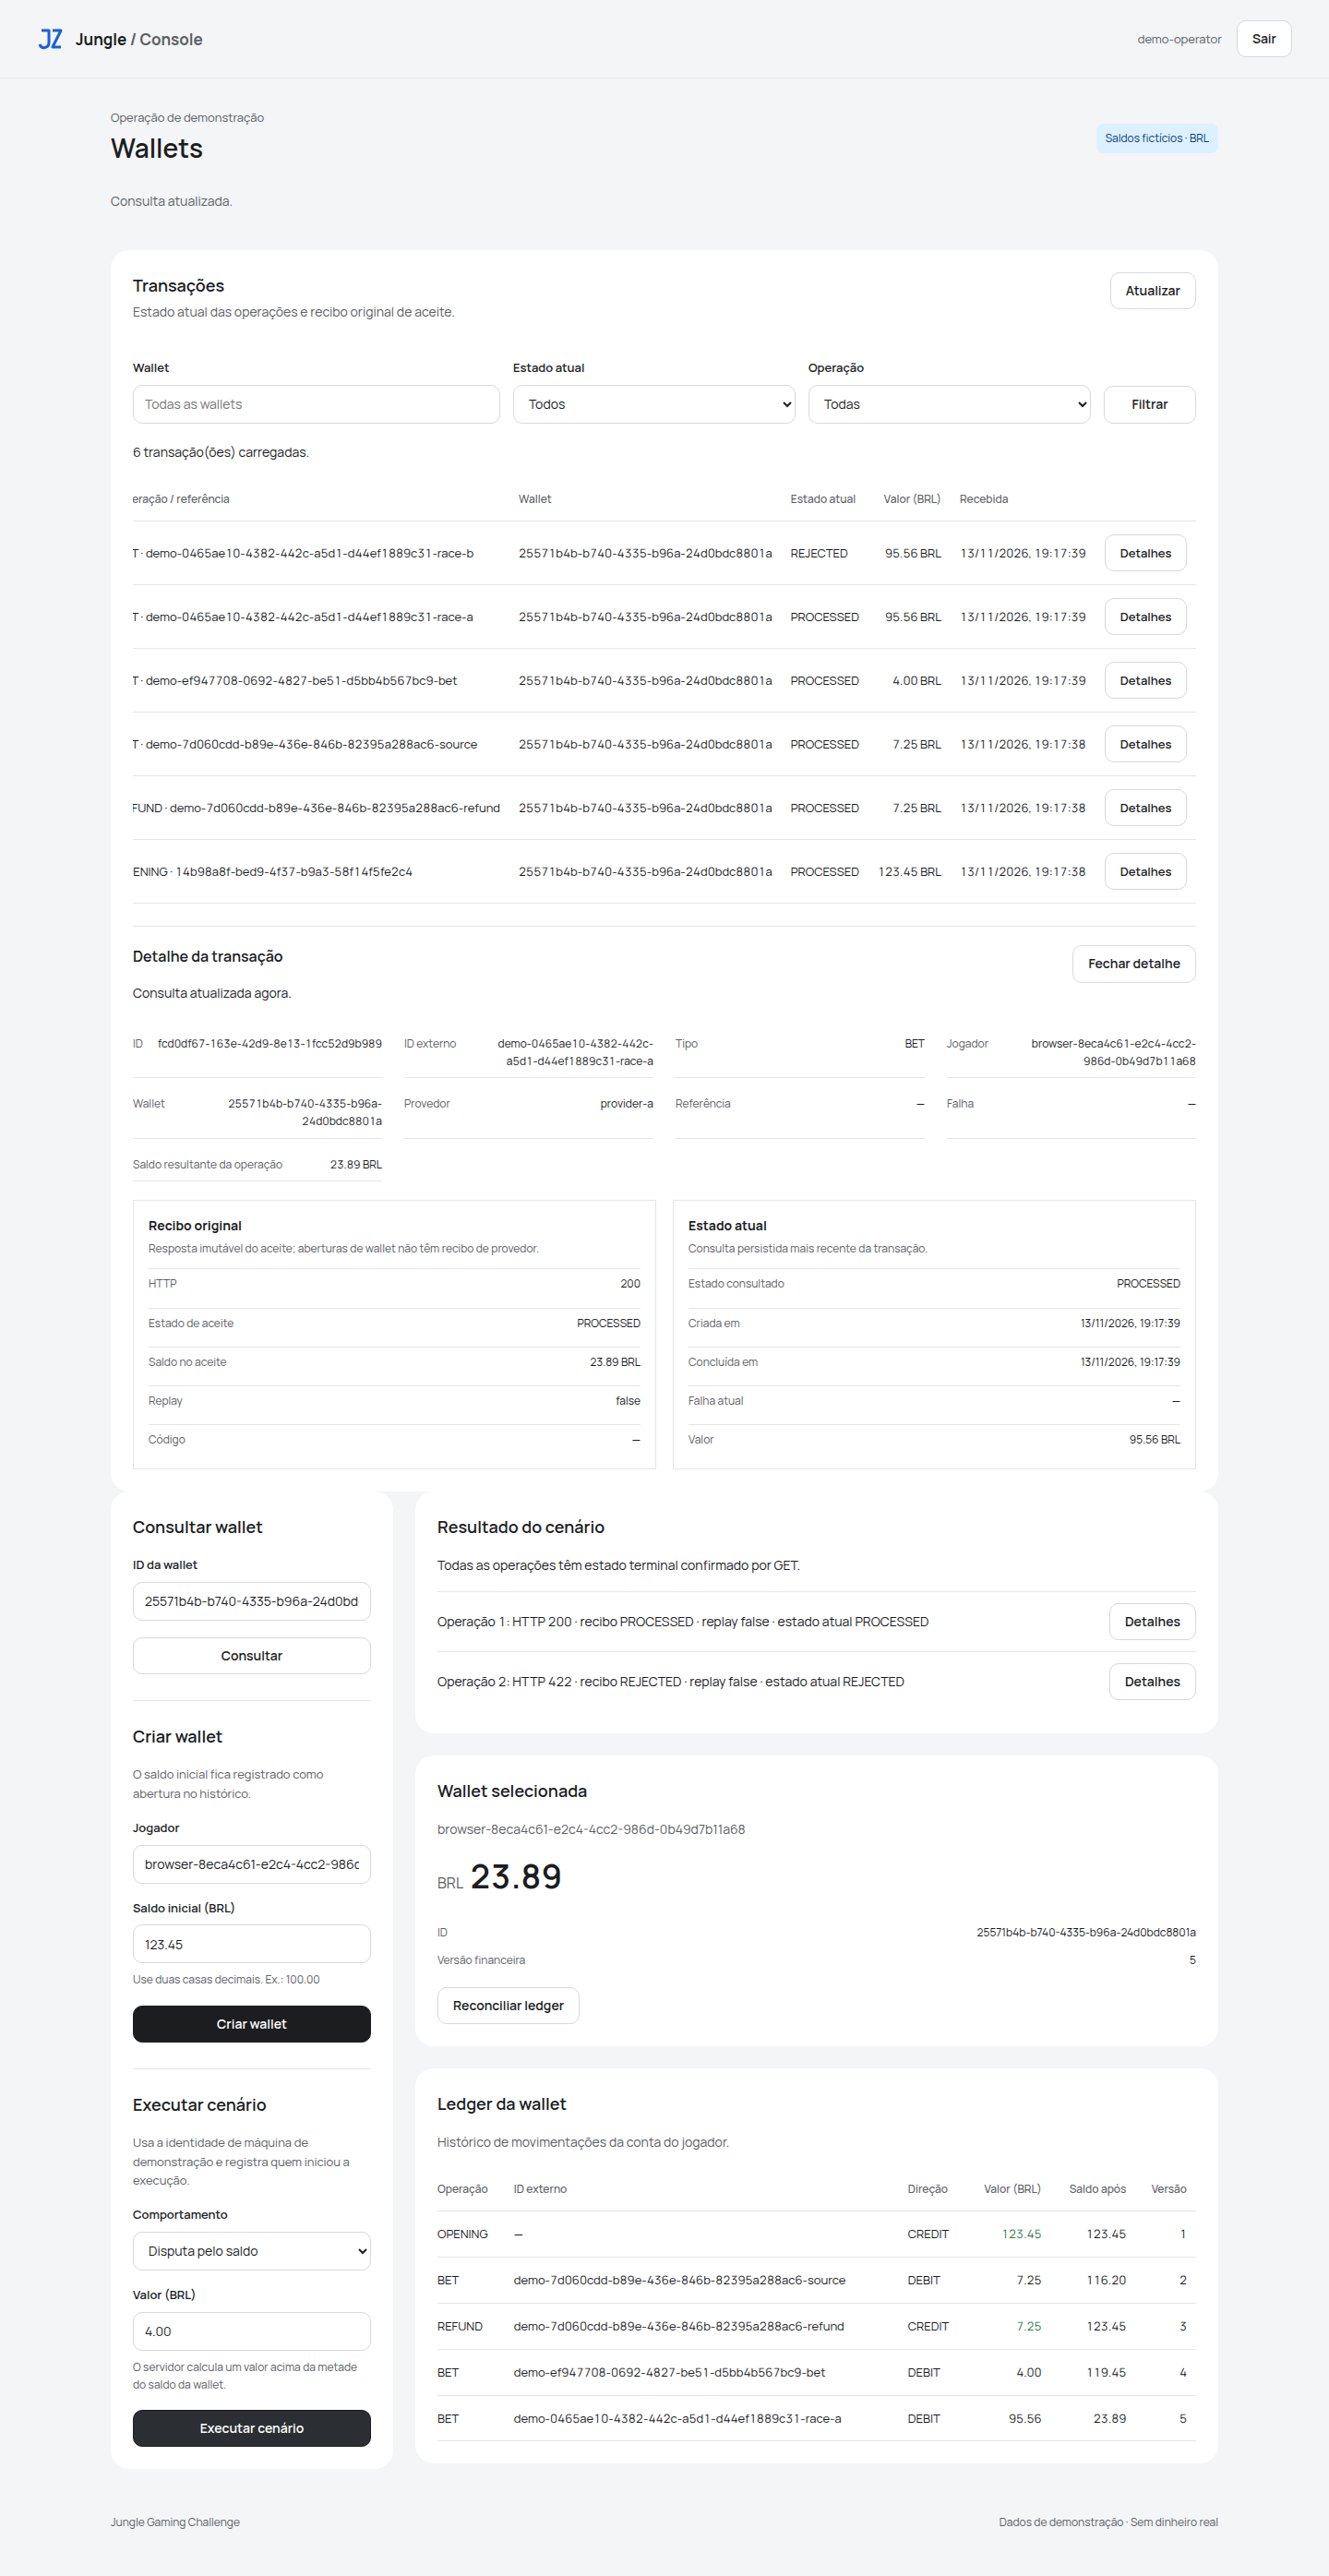 JZ Jungle / Console
demo-operator
Sair
Operação de demonstração
Wallets
Saldos fictícios · BRL
Consulta atualizada.
Transações
Estado atual das operações e recibo original de aceite.
Atualizar
Wallet
Estado atual
Operação
Todas as wallets
Todos
Todas
Filtrar
6 transação(ões) carregadas.
eração / referência Wallet Estado atual Valor (BRL) Recebida
T · demo-0465ae10-4382-442c-a5d1-d44ef1889c31-race-b 25571b4b-b740-4335-b96a-24d0bdc8801a REJECTED 95.56 BRL 13/11/2026, 19:17:39 Detalhes
T · demo-0465ae10-4382-442c-a5d1-d44ef1889c31-race-a 25571b4b-b740-4335-b96a-24d0bdc8801a PROCESSED 95.56 BRL 13/11/2026, 19:17:39 Detalhes
T · demo-ef947708-0692-4827-be51-d5bb4b567bc9-bet 25571b4b-b740-4335-b96a-24d0bdc8801a PROCESSED 4.00 BRL 13/11/2026, 19:17:39 Detalhes
T · demo-7d060cdd-b89e-436e-846b-82395a288ac6-source 25571b4b-b740-4335-b96a-24d0bdc8801a PROCESSED 7.25 BRL 13/11/2026, 19:17:38 Detalhes
FUND · demo-7d060cdd-b89e-436e-846b-82395a288ac6-refund 25571b4b-b740-4335-b96a-24d0bdc8801a PROCESSED 7.25 BRL 13/11/2026, 19:17:38 Detalhes
ENING · 14b98a8f-bed9-4f37-b9a3-58f14f5fe2c4 25571b4b-b740-4335-b96a-24d0bdc8801a PROCESSED 123.45 BRL 13/11/2026, 19:17:38 Detalhes
Detalhe da transação
Fechar detalhe
Consulta atualizada agora.
ID fcd0df67-163e-42d9-8e13-1fcc52d9b989
ID externo demo-0465ae10-4382-442c-
a5d1-d44ef1889c31-race-a
Tipo BET
Jogador browser-8eca4c61-e2c4-4cc2-
986d-0b49d7b11a68
Wallet 25571b4b-b740-4335-b96a-
24d0bdc8801a
Provedor provider-a
Referência —
Falha —
Saldo resultante da operação 23.89 BRL
Recibo original
Resposta imutável do aceite; aberturas de wallet não têm recibo de provedor.
HTTP 200
Estado de aceite PROCESSED
Saldo no aceite 23.89 BRL
Replay false
Código —
Estado atual
Consulta persistida mais recente da transação.
Estado consultado PROCESSED
Criada em 13/11/2026, 19:17:39
Concluída em 13/11/2026, 19:17:39
Falha atual —
Valor 95.56 BRL
Consultar wallet
ID da wallet
25571b4b-b740-4335-b96a-24d0bd
Consultar
Criar wallet
O saldo inicial fica registrado como
abertura no histórico.
Jogador
browser-8eca4c61-e2c4-4cc2-986c
Saldo inicial (BRL)
123.45
Use duas casas decimais. Ex.: 100.00
Criar wallet
Executar cenário
Usa a identidade de máquina de
demonstração e registra quem iniciou a
execução.
Comportamento
Disputa pelo saldo
Valor (BRL)
4.00
O servidor calcula um valor acima da metade
do saldo da wallet.
Executar cenário
Resultado do cenário
Todas as operações têm estado terminal confirmado por GET.
Operação 1: HTTP 200 · recibo PROCESSED · replay false · estado atual PROCESSED Detalhes
Operação 2: HTTP 422 · recibo REJECTED · replay false · estado atual REJECTED Detalhes
Wallet selecionada
browser-8eca4c61-e2c4-4cc2-986d-0b49d7b11a68
BRL 23.89
ID 25571b4b-b740-4335-b96a-24d0bdc8801a
Versão financeira 5
Reconciliar ledger
Ledger da wallet
Histórico de movimentações da conta do jogador.
Operação ID externo Direção Valor (BRL) Saldo após Versão
OPENING — CREDIT 123.45 123.45 1
BET demo-7d060cdd-b89e-436e-846b-82395a288ac6-source DEBIT 7.25 116.20 2
REFUND demo-7d060cdd-b89e-436e-846b-82395a288ac6-refund CREDIT 7.25 123.45 3
BET demo-ef947708-0692-4827-be51-d5bb4b567bc9-bet DEBIT 4.00 119.45 4
BET demo-0465ae10-4382-442c-a5d1-d44ef1889c31-race-a DEBIT 95.56 23.89 5
Jungle Gaming Challenge
Dados de demonstração · Sem dinheiro real